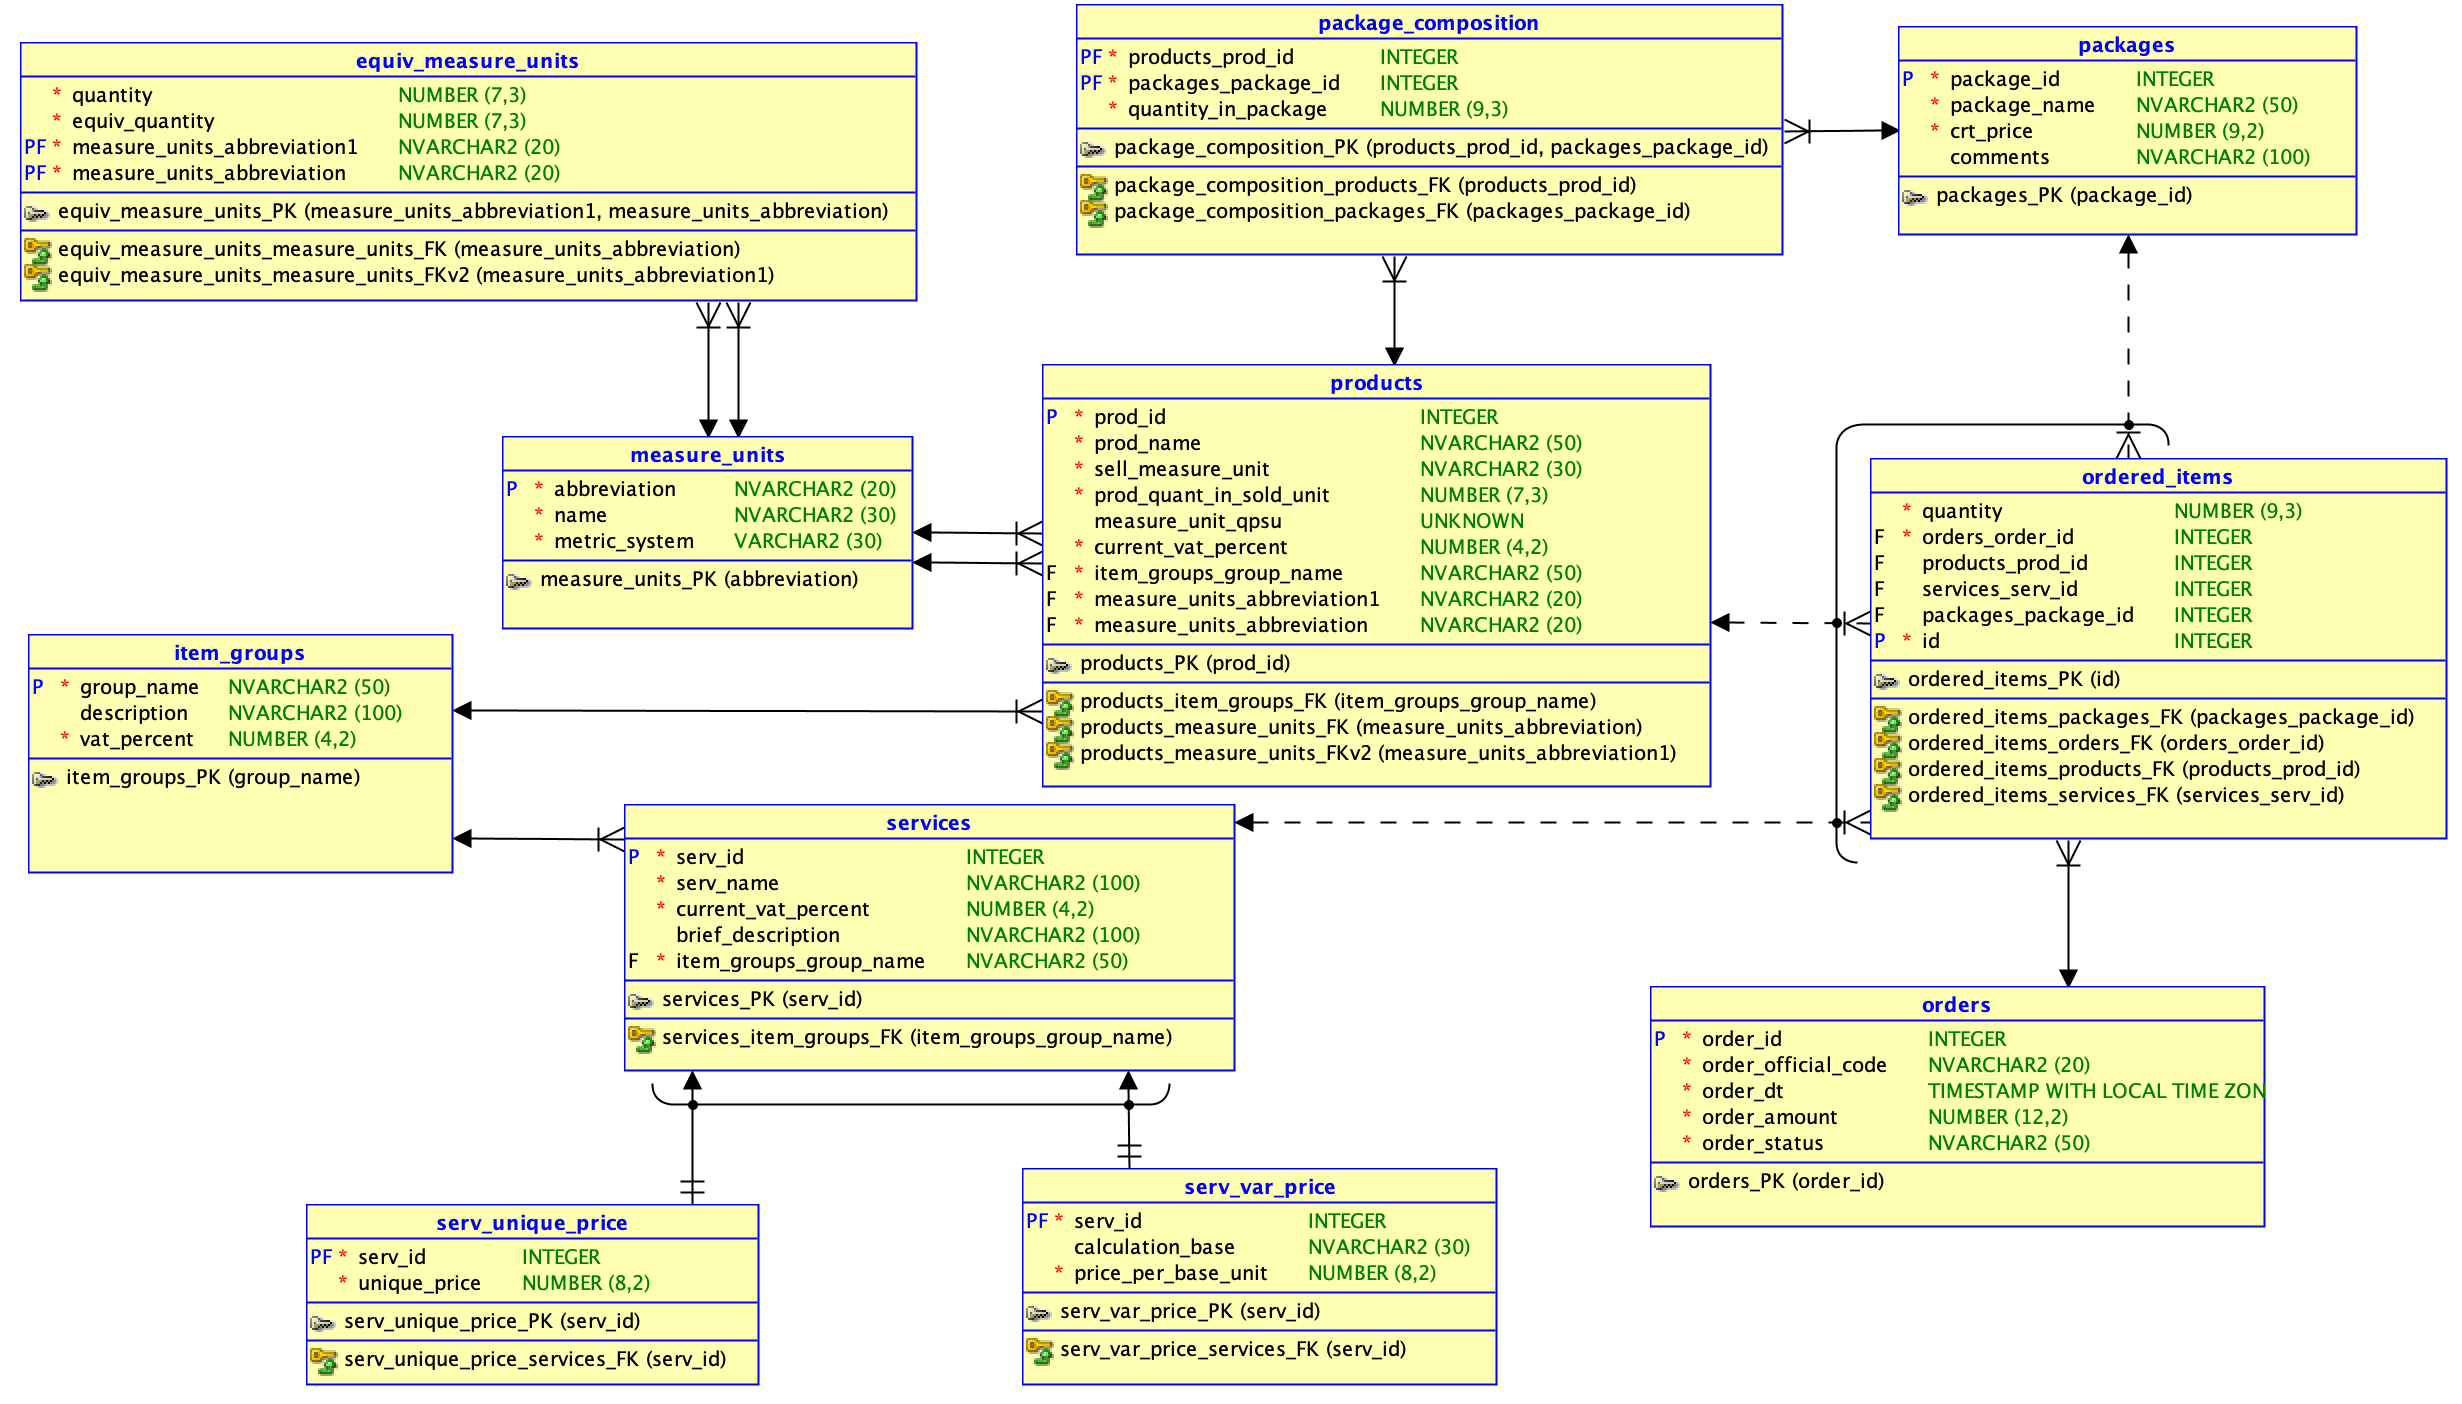 equiv_measure_units
* quantity NUMBER (7,3)
* equiv_quantity NUMBER (7,3)
PF * measure_units_abbreviation1 NVARCHAR2 (20)
PF * measure_units_abbreviation NVARCHAR2 (20)
equiv_measure_units_PK (measure_units_abbreviation1, measure_units_abbreviation)
equiv_measure_units_measure_units_FK (measure_units_abbreviation)
equiv_measure_units_measure_units_FKv2 (measure_units_abbreviation1)
package_composition
PF * products_prod_id INTEGER
PF * packages_package_id INTEGER
* quantity_in_package NUMBER (9,3)
package_composition_PK (products_prod_id, packages_package_id)
package_composition_products_FK (products_prod_id)
package_composition_packages_FK (packages_package_id)
packages
P * package_id INTEGER
* package_name NVARCHAR2 (50)
* crt_price NUMBER (9,2)
comments NVARCHAR2 (100)
packages_PK (package_id)
measure_units
P * abbreviation NVARCHAR2 (20)
* name NVARCHAR2 (30)
* metric_system VARCHAR2 (30)
measure_units_PK (abbreviation)
products
P * prod_id INTEGER
* prod_name NVARCHAR2 (50)
* sell_measure_unit NVARCHAR2 (30)
* prod_quant_in_sold_unit NUMBER (7,3)
measure_unit_qpsu UNKNOWN
* current_vat_percent NUMBER (4,2)
F * item_groups_group_name NVARCHAR2 (50)
F * measure_units_abbreviation1 NVARCHAR2 (20)
F * measure_units_abbreviation NVARCHAR2 (20)
products_PK (prod_id)
products_item_groups_FK (item_groups_group_name)
products_measure_units_FK (measure_units_abbreviation)
products_measure_units_FKv2 (measure_units_abbreviation1)
ordered_items
* quantity NUMBER (9,3)
F * orders_order_id INTEGER
F products_prod_id INTEGER
F services_serv_id INTEGER
F packages_package_id INTEGER
P * id INTEGER
ordered_items_PK (id)
ordered_items_packages_FK (packages_package_id)
ordered_items_orders_FK (orders_order_id)
ordered_items_products_FK (products_prod_id)
ordered_items_services_FK (services_serv_id)
item_groups
P * group_name NVARCHAR2 (50)
description NVARCHAR2 (100)
* vat_percent NUMBER (4,2)
item_groups_PK (group_name)
services
P * serv_id INTEGER
* serv_name NVARCHAR2 (100)
* current_vat_percent NUMBER (4,2)
brief_description NVARCHAR2 (100)
F * item_groups_group_name NVARCHAR2 (50)
services_PK (serv_id)
services_item_groups_FK (item_groups_group_name)
orders
P * order_id INTEGER
* order_official_code NVARCHAR2 (20)
* order_dt TIMESTAMP WITH LOCAL TIME ZON
* order_amount NUMBER (12,2)
* order_status NVARCHAR2 (50)
orders_PK (order_id)
serv_unique_price
PF * serv_id INTEGER
* unique_price NUMBER (8,2)
serv_unique_price_PK (serv_id)
serv_unique_price_services_FK (serv_id)
serv_var_price
PF * serv_id INTEGER
calculation_base NVARCHAR2 (30)
* price_per_base_unit NUMBER (8,2)
serv_var_price_PK (serv_id)
serv_var_price_services_FK (serv_id)